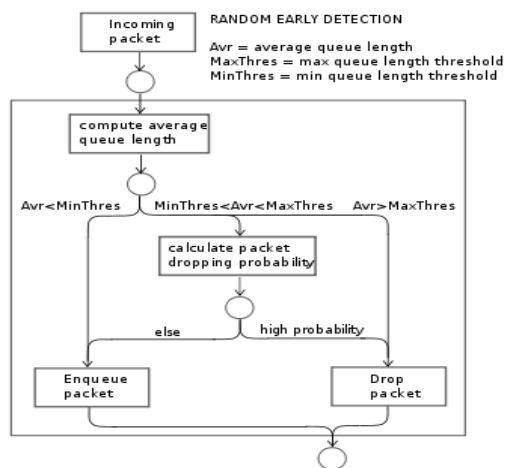 RANDOM EARLY DETECTION
Avr = average queue length
MaxThres = max queue length threshold
MinThres = min queue length threshold
Incoming
packet
compute average
queue length
Avr<MinThres
MinThres<Avr<MaxThres
Avr>MaxThres
calculate packet
dropping probability
else
high probability
Enqueue
packet
Drop
packet